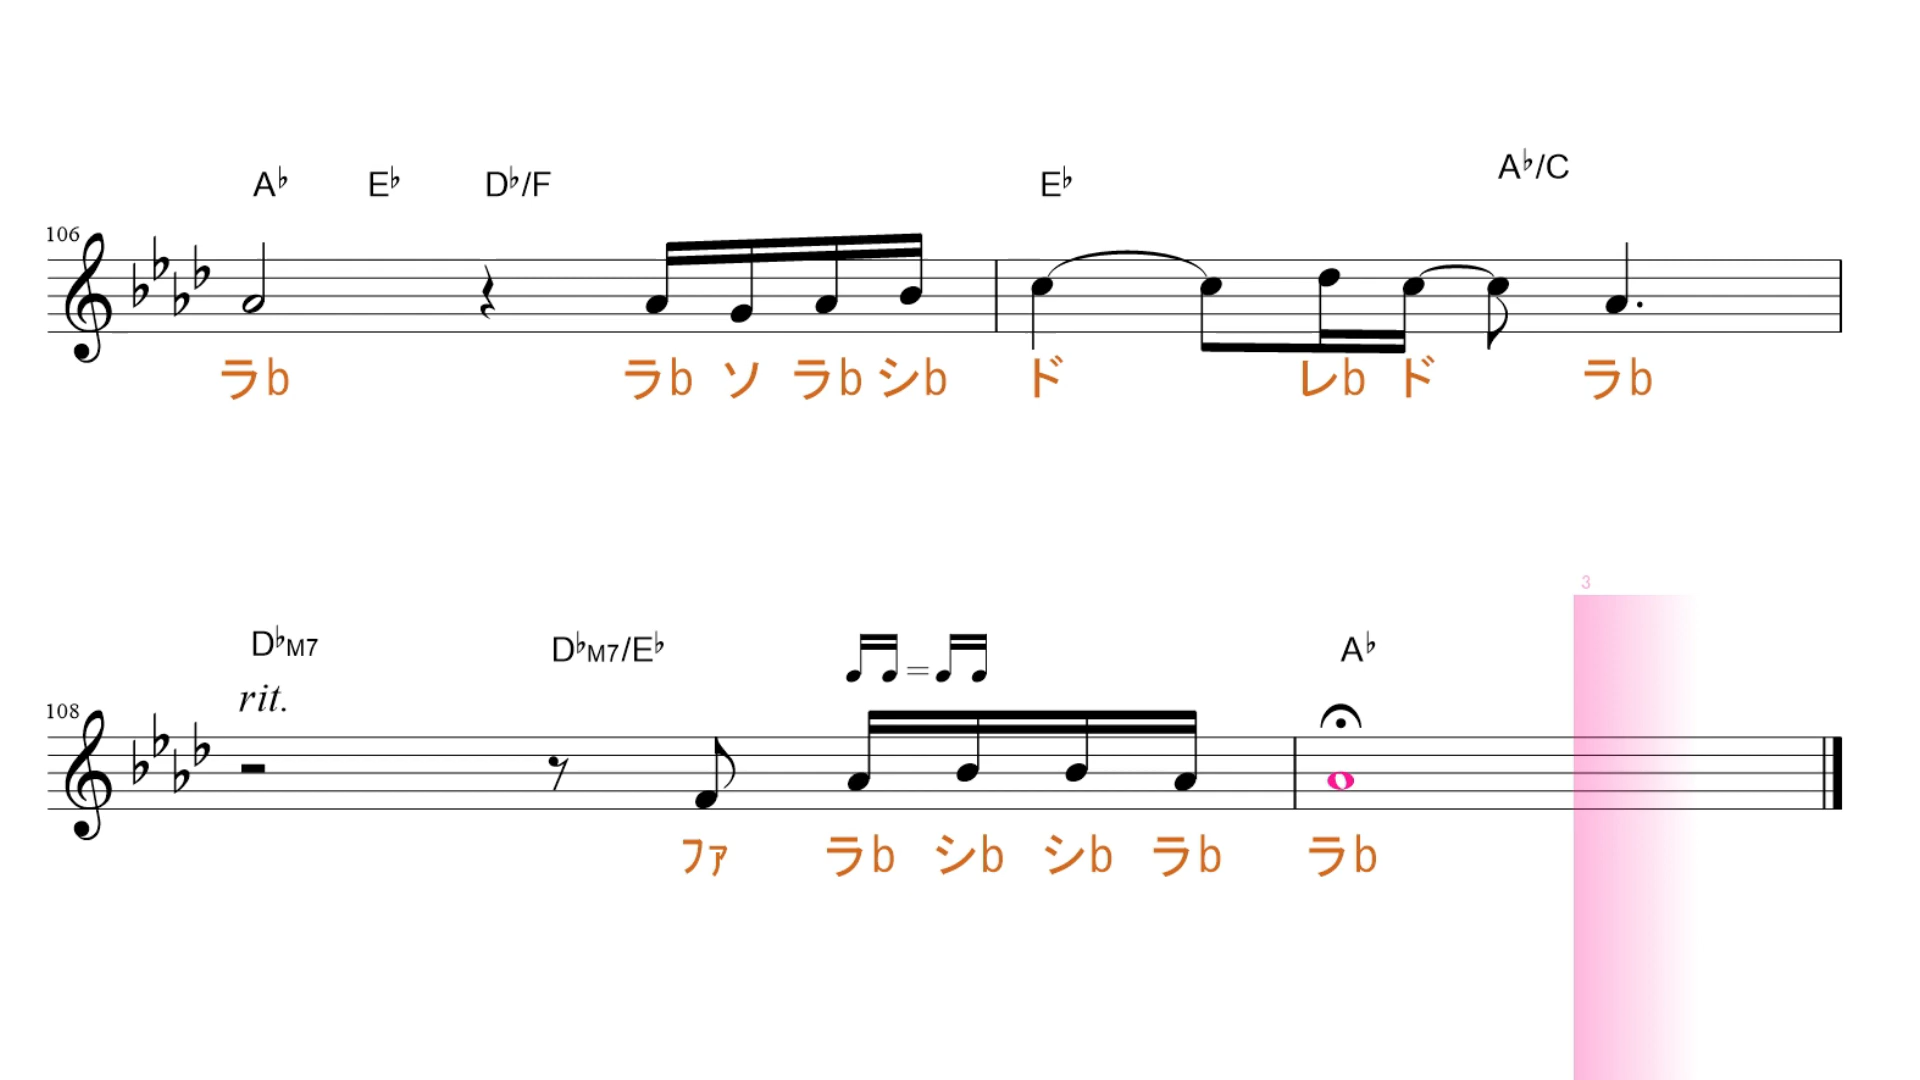 A♭ E♭ D♭/F E♭ A♭/C
106
ラb ラb ソ ラb シb ド レb ド ラb
3
D♭M7 D♭M7/E♭ = A♭
rit.
108
ファ ラb シb シb ラb ラb